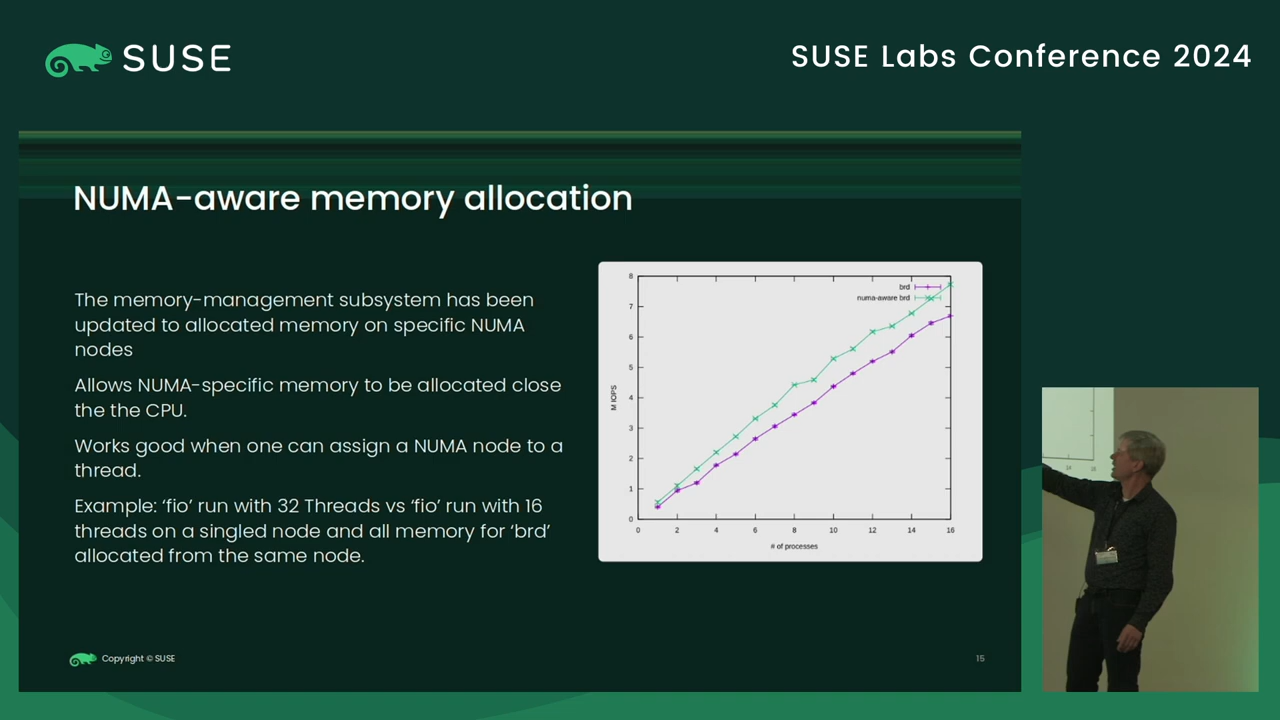 SUSE
SUSE Labs Conference 2024
NUMA-aware memory allocation
The memory-management subsystem has been
updated to allocated memory on specific NUMA
nodes
Allows NUMA-specific memory to be allocated close
the the CPU.
Works good when one can assign a NUMA node to a
thread.
Example: ‘fio’ run with 32 Threads vs ‘fio’ run with 16
threads on a singled node and all memory for ‘brd’
allocated from the same node.
brd
numa-aware brd
M IOPS
8
7
6
5
4
3
2
1
0
0 2 4 6 8 10 12 14 16
# of processes
Copyright © SUSE
15